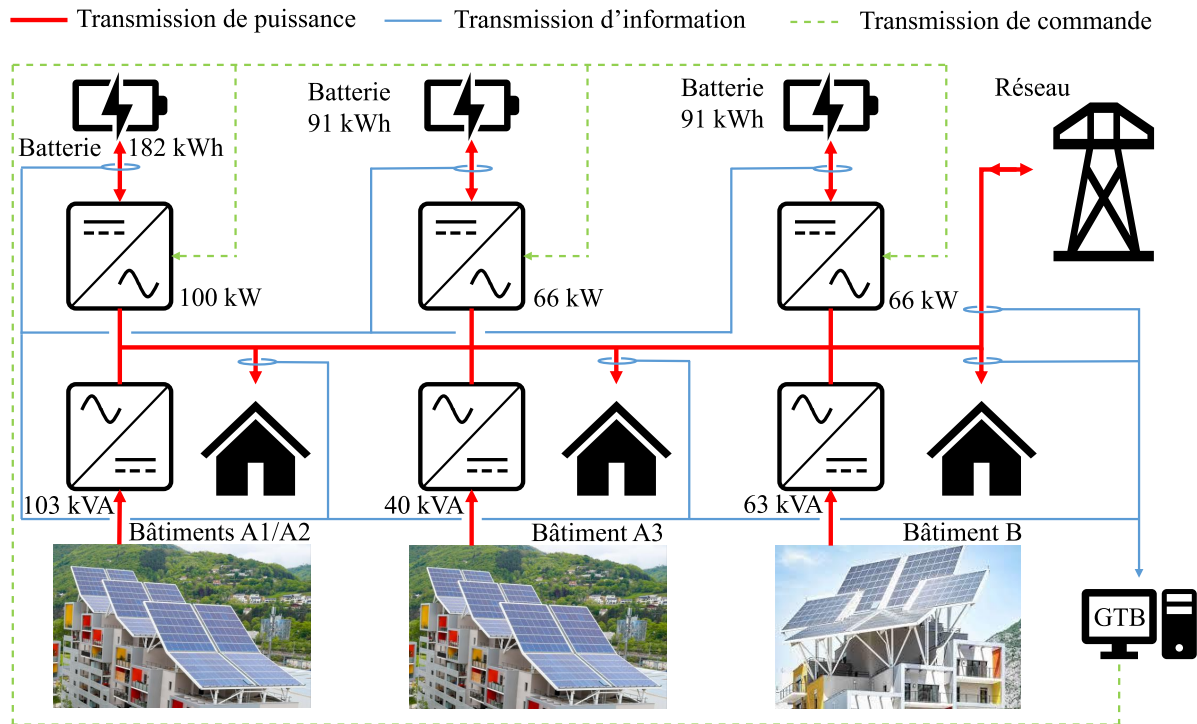 Transmission de puissance
Transmission d’information
Transmission de commande
Batterie
91 kWh
Batterie
91 kWh
Réseau
Batterie
182 kWh
100 kW
66 kW
66 kW
103 kVA
40 kVA
63 kVA
Bâtiments A1/A2
Bâtiment A3
Bâtiment B
GTB